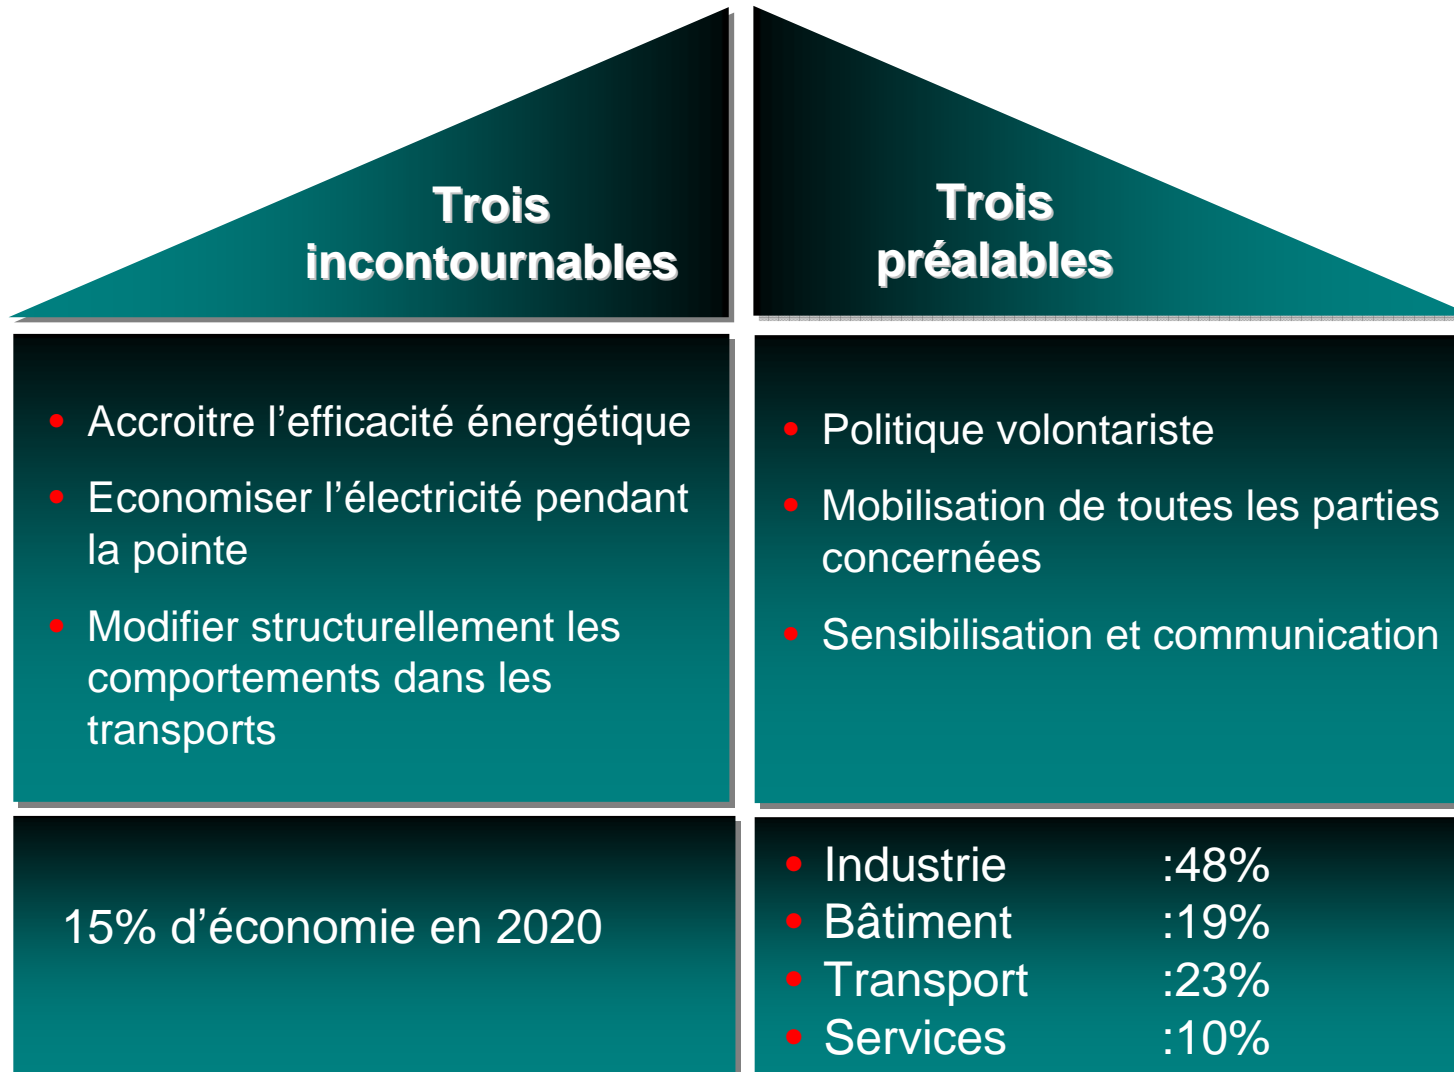 Trois
incontournables
Trois
préalables
• Accroitre l’efficacité énergétique
• Economiser l’électricité pendant
la pointe
• Modifier structurellement les
comportements dans les
transports
• Politique volontariste
• Mobilisation de toutes les parties
concernées
• Sensibilisation et communication
15% d’économie en 2020
• Industrie :48%
• Bâtiment :19%
• Transport :23%
• Services :10%